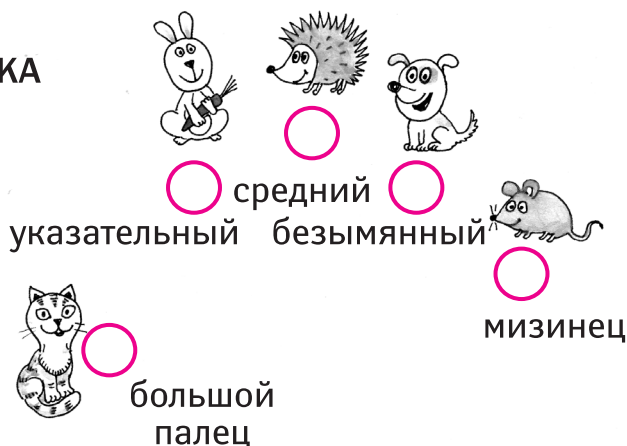 КА
средний
указательный безымянный
мизинец
большой
палец